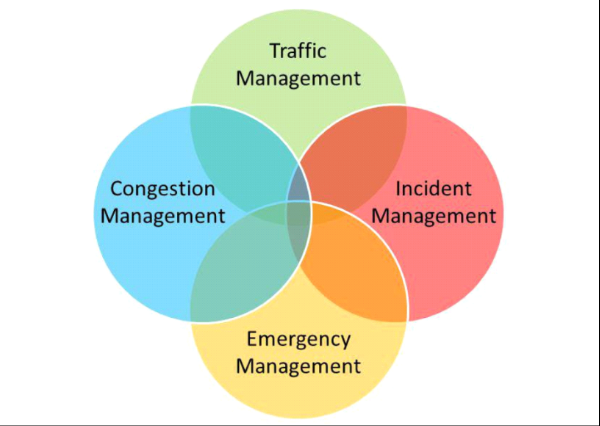 Traffic
Management
Congestion
Management
Incident
Management
Emergency
Management